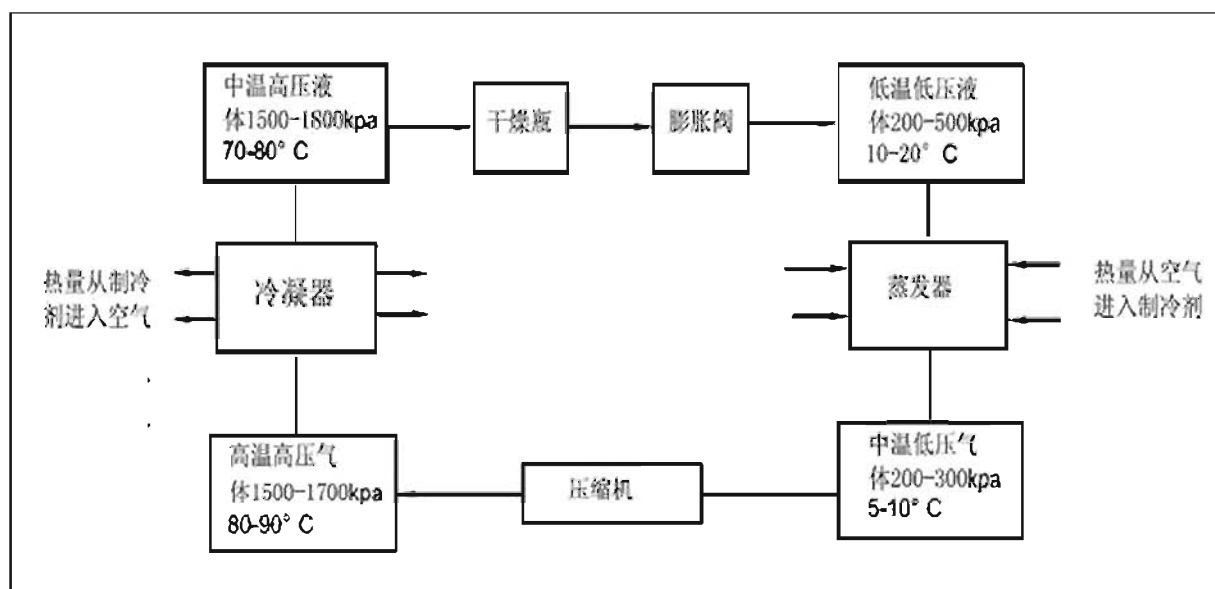 中温高压液
体1500-1800kpa
70-80° C
干燥瓶
膨胀阀
低温低压液
体200-500kpa
10-20° C
热量从制冷
剂进入空气
冷凝器
蒸发器
热量从空气
进入制冷剂
高温高压气
体1500-1700kpa
80-90° C
压缩机
中温低压气
体200-300kpa
5-10° C